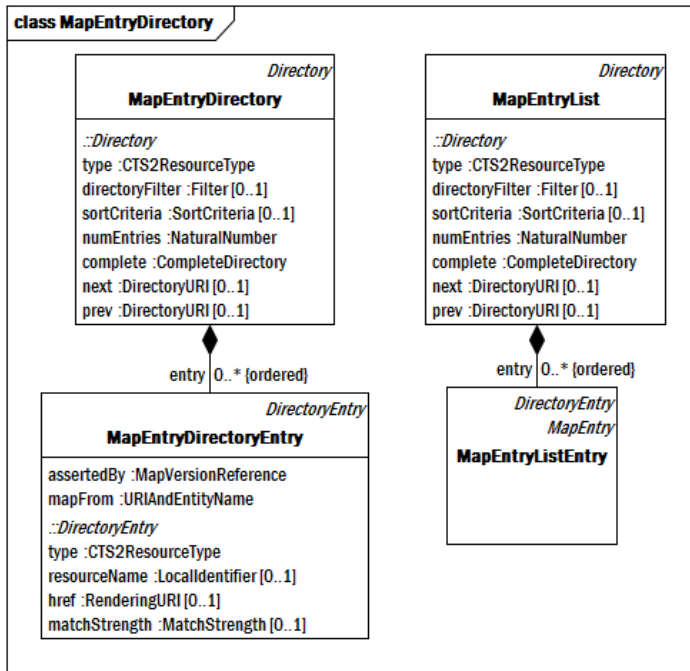 class MapEntryDirectory
Directory
MapEntryDirectory
::Directory
type :CTS2ResourceType
directoryFilter :Filter [0..1]
sortCriteria :SortCriteria [0..1]
numEntries :NaturalNumber
complete :CompleteDirectory
next :DirectoryURI [0..1]
prev :DirectoryURI [0..1]
entry 0..* {ordered}
DirectoryEntry
MapEntryDirectoryEntry
assertedBy :MapVersionReference
mapFrom :URIAndEntityName
::DirectoryEntry
type :CTS2ResourceType
resourceName :LocalIdentifier [0..1]
href :RenderingURI [0..1]
matchStrength :MatchStrength [0..1]
Directory
MapEntryList
::Directory
type :CTS2ResourceType
directoryFilter :Filter [0..1]
sortCriteria :SortCriteria [0..1]
numEntries :NaturalNumber
complete :CompleteDirectory
next :DirectoryURI [0..1]
prev :DirectoryURI [0..1]
entry 0..* {ordered}
DirectoryEntry
MapEntry
MapEntryListEntry